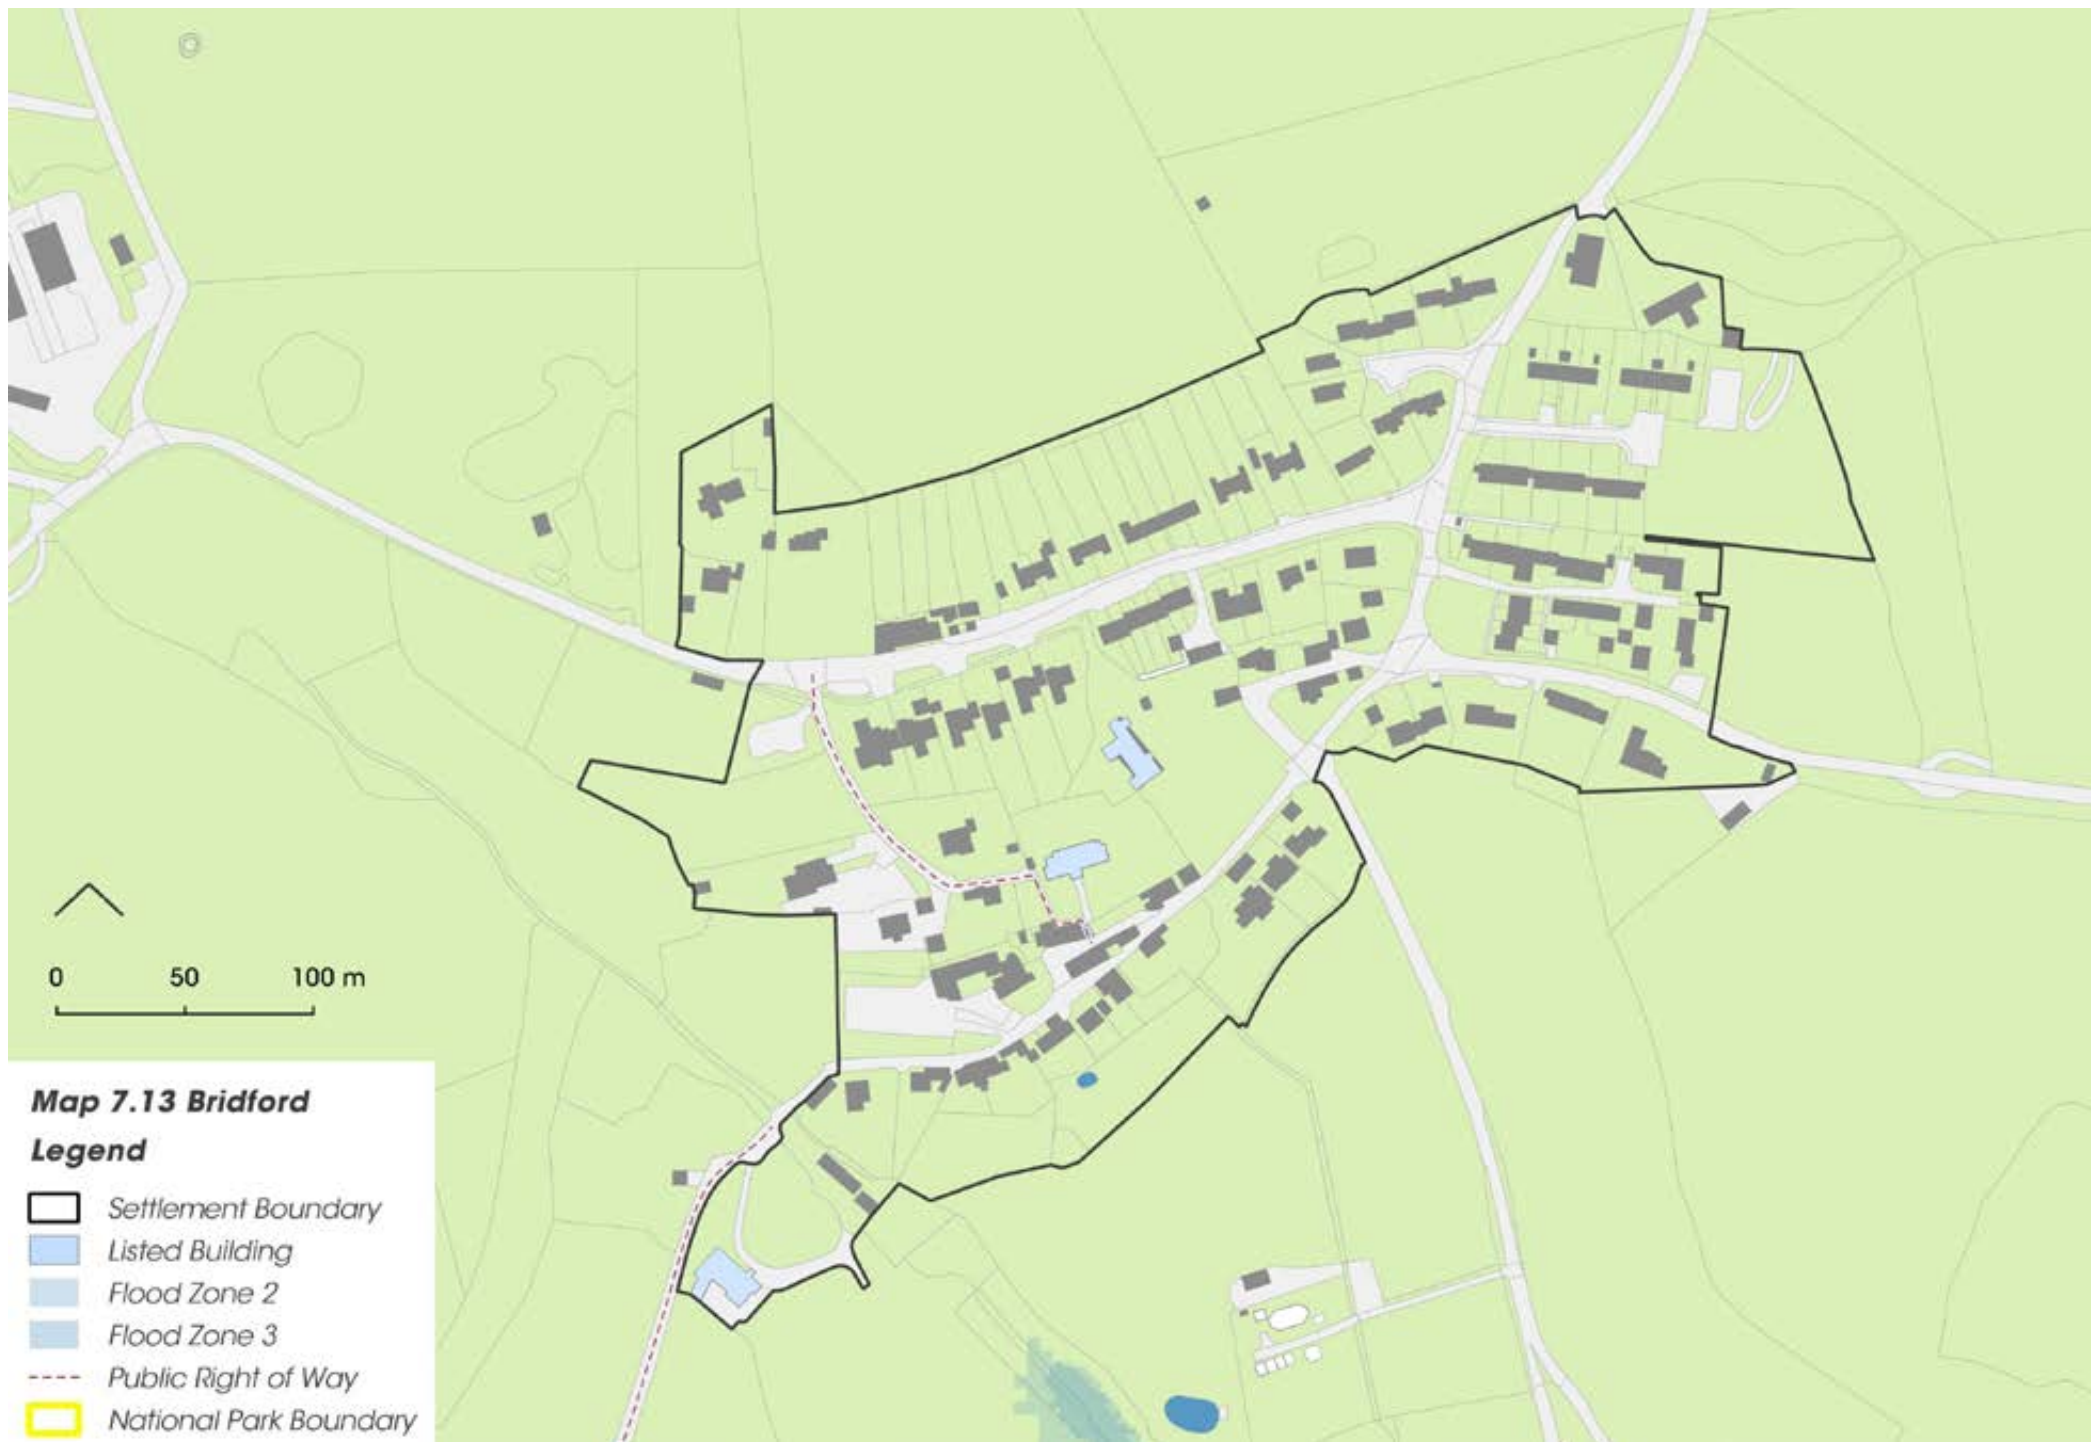 0 50 100 m
Map 7.13 Bridford
Legend
Settlement Boundary
Listed Building
Flood Zone 2
Flood Zone 3
Public Right of Way
National Park Boundary